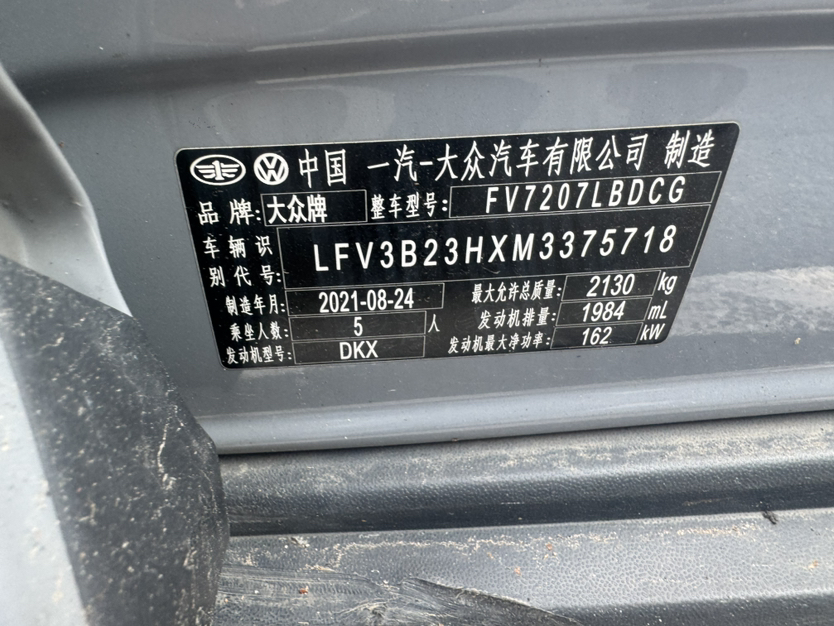 中国 一汽-大众汽车有限公司 制造
品牌: 大众牌 整车型号: FV7207LBDCG
车辆识别代号: LFV3B23HXM3375718
制造年月: 2021-08-24 最大允许总质量: 2130 kg
乘坐人数: 5 人 发动机排量: 1984 mL
发动机型号: DKX 发动机最大净功率: 162 kW